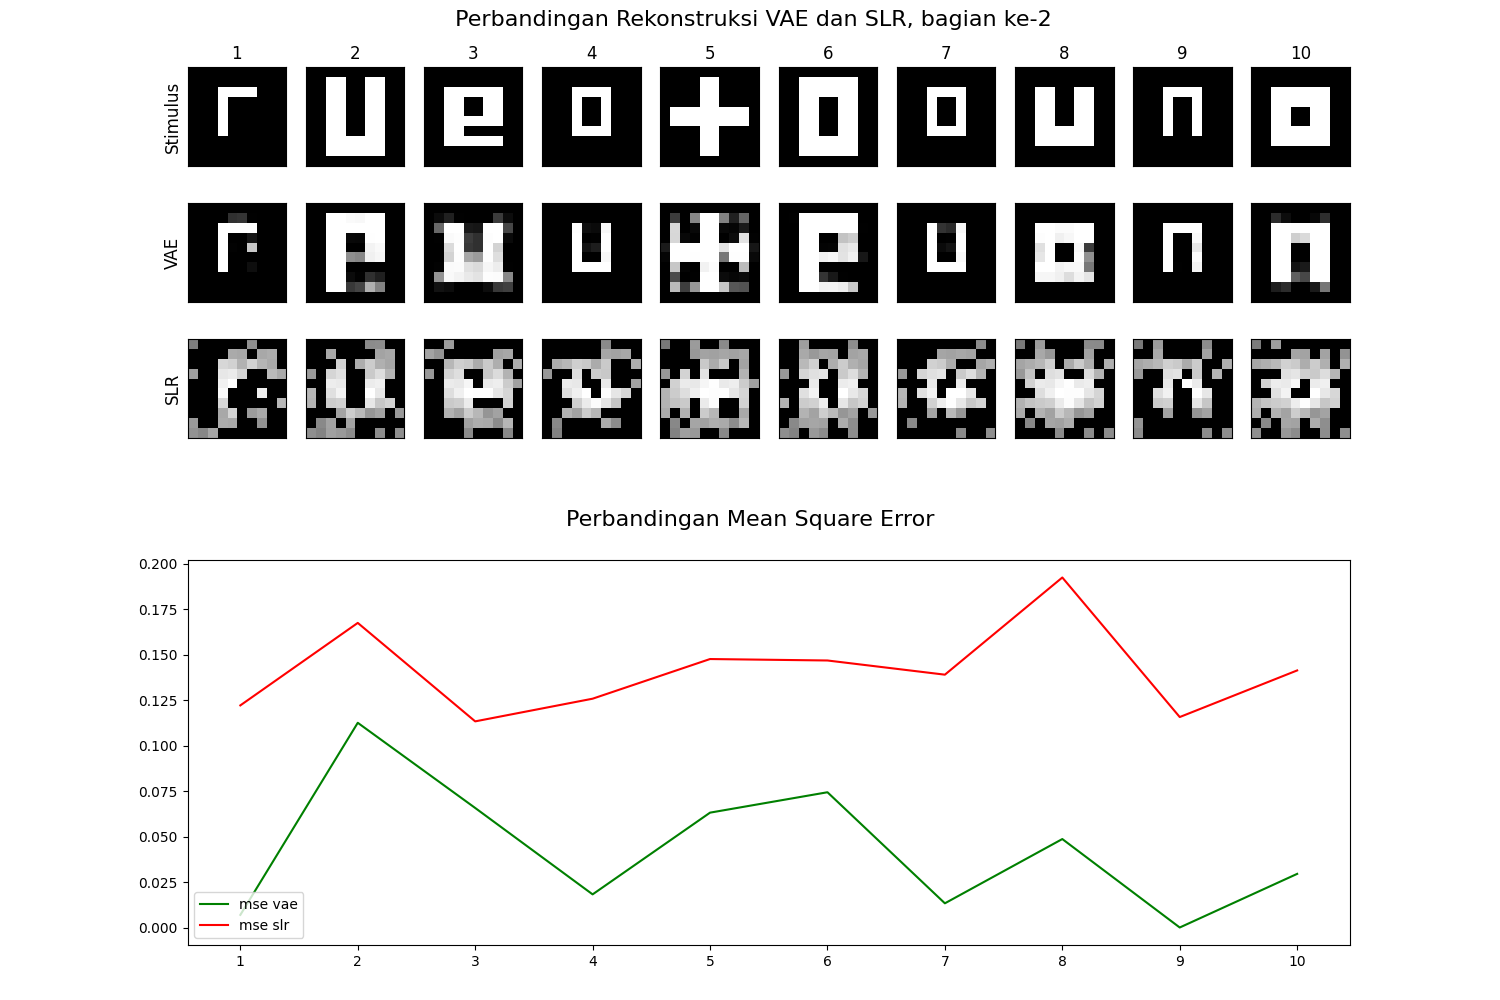 Perbandingan Rekonstruksi VAE dan SLR, bagian ke-2
1 2 3 4 5 6 7 8 9 10
Stimulus
VAE
SLR
Perbandingan Mean Square Error
0.200
0.175
0.150
0.125
0.100
0.075
0.050
0.025
0.000
mse vae
mse slr
1 2 3 4 5 6 7 8 9 10